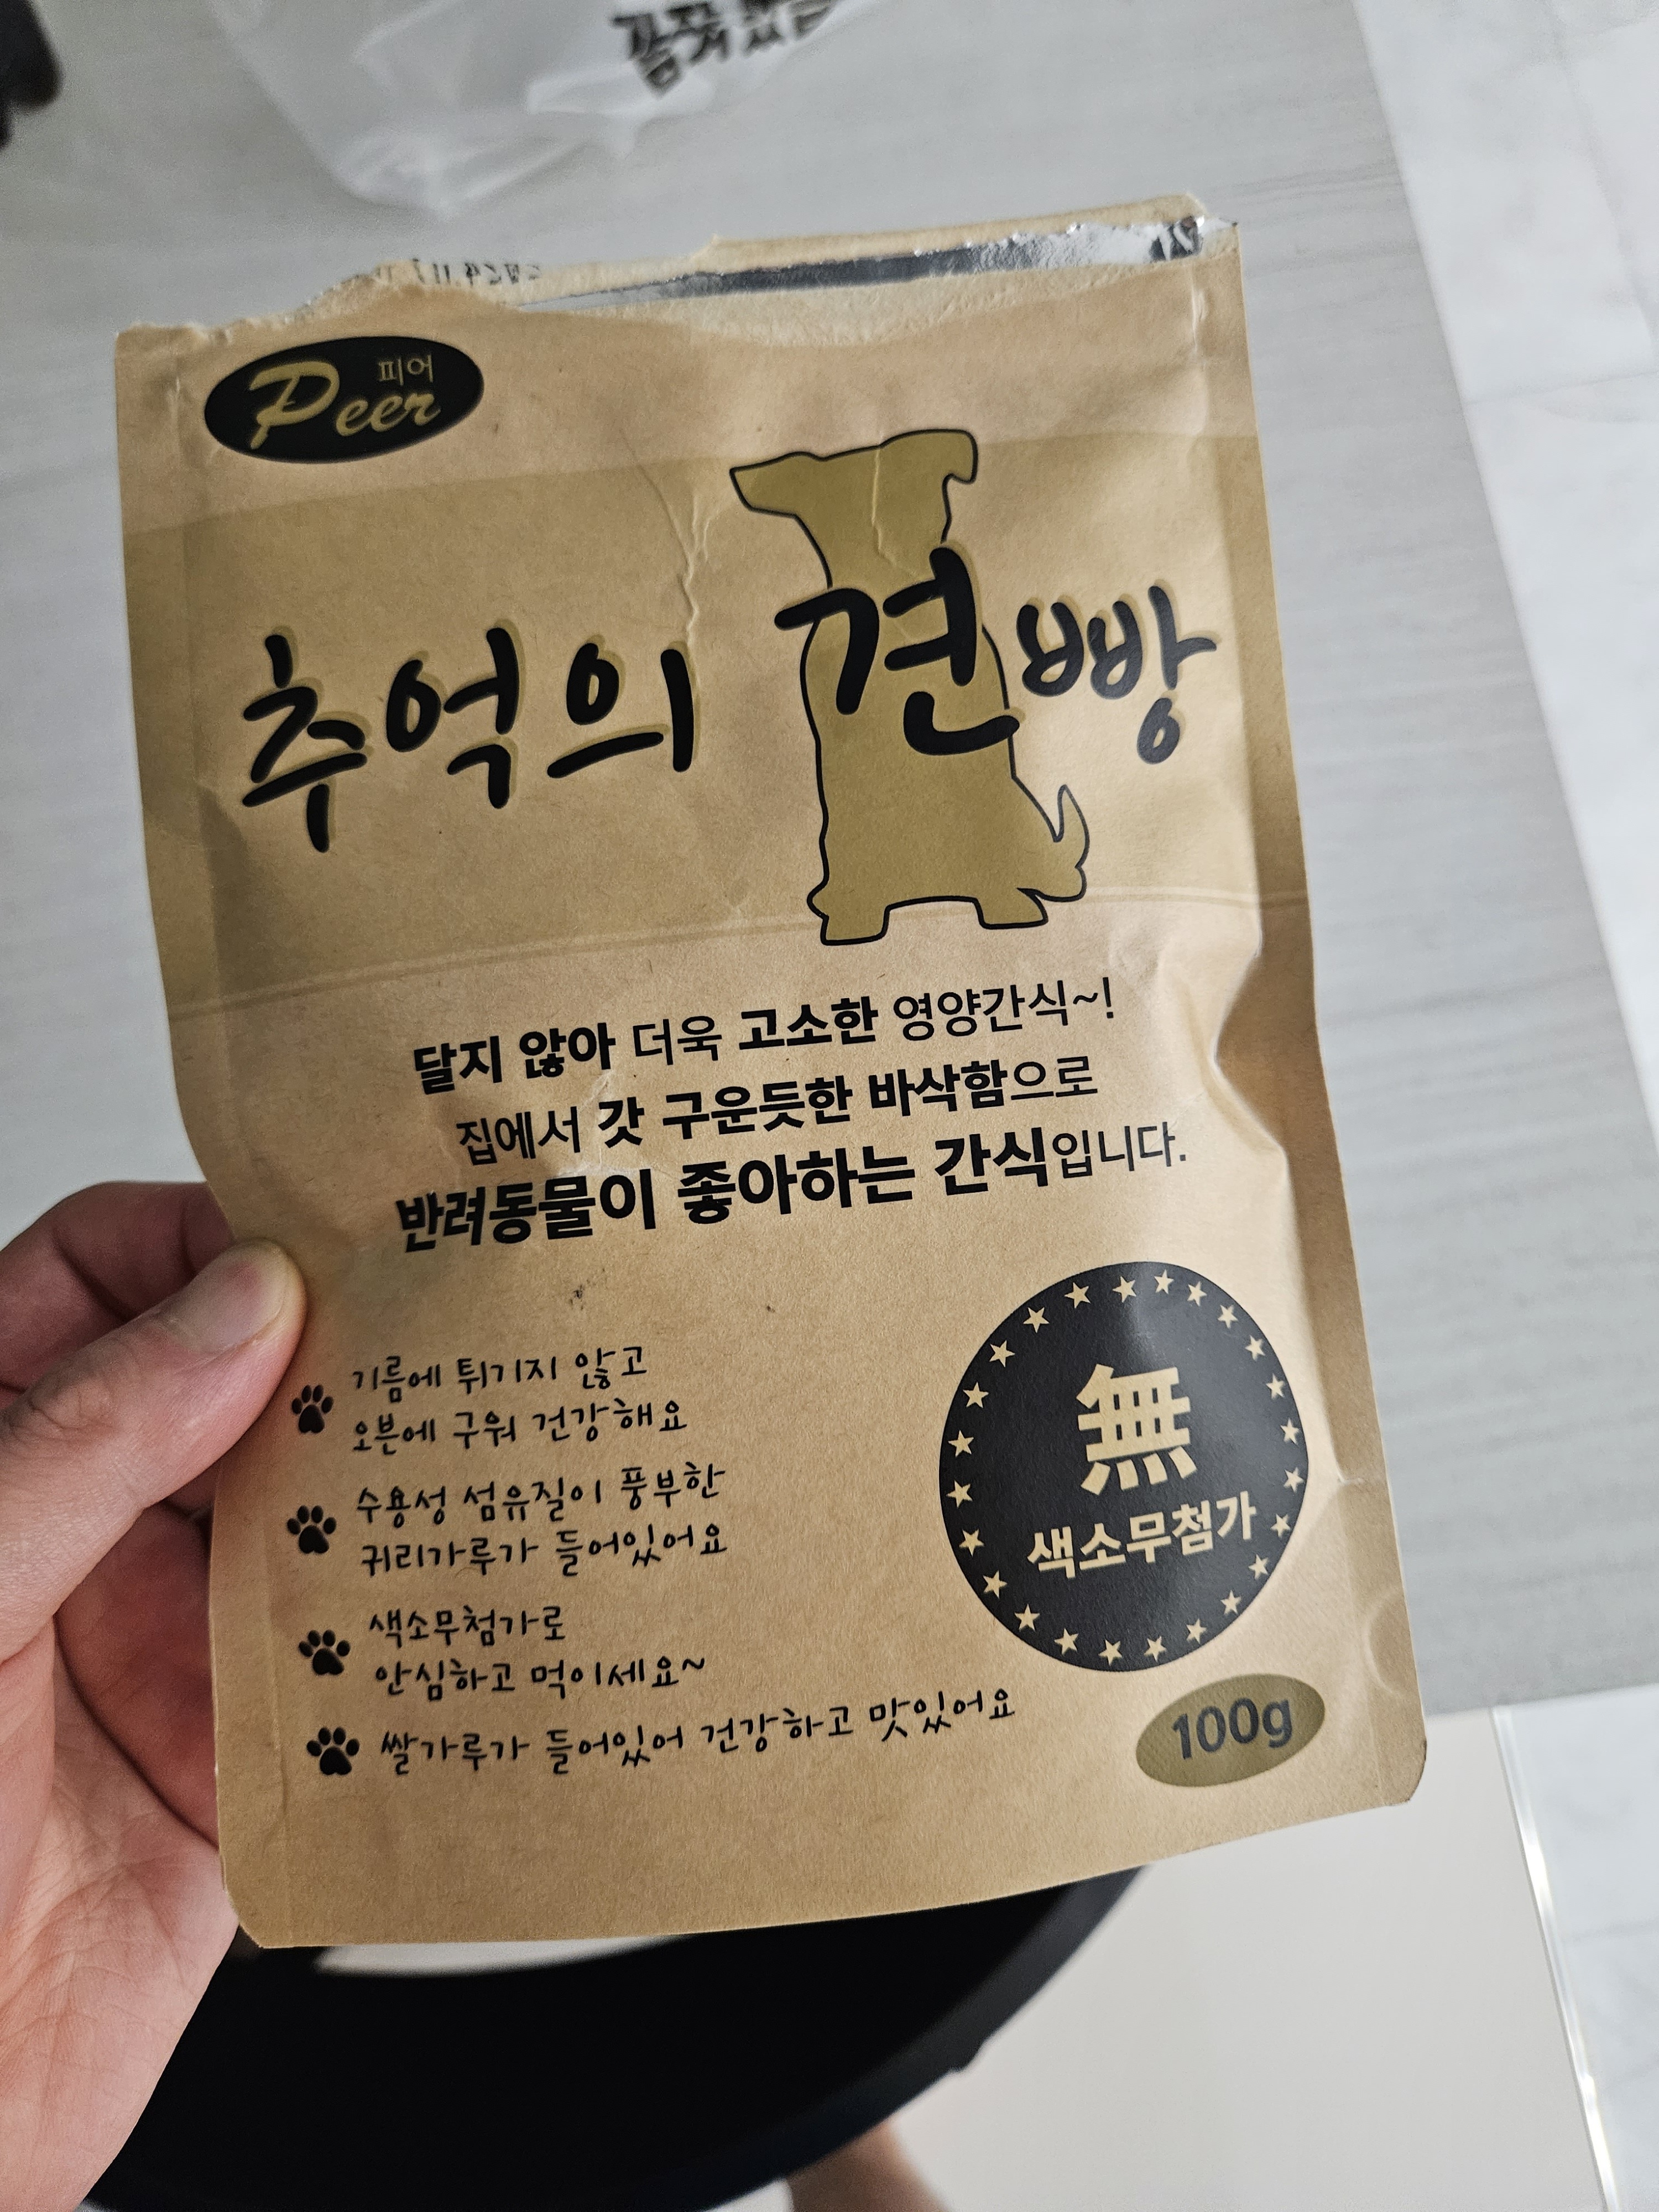 피어
Peer
추억의 견빵
달지 않아 더욱 고소한 영양간식~!
집에서 갓 구운듯한 바삭함으로
반려동물이 좋아하는 간식입니다.
기름에 튀기지 않고
오븐에 구워 건강해요
수용성 섬유질이 풍부한
귀리가루가 들어있어요
색소무첨가로
안심하고 먹이세요~
쌀가루가 들어있어 건강하고 맛있어요
無
색소무첨가
100g